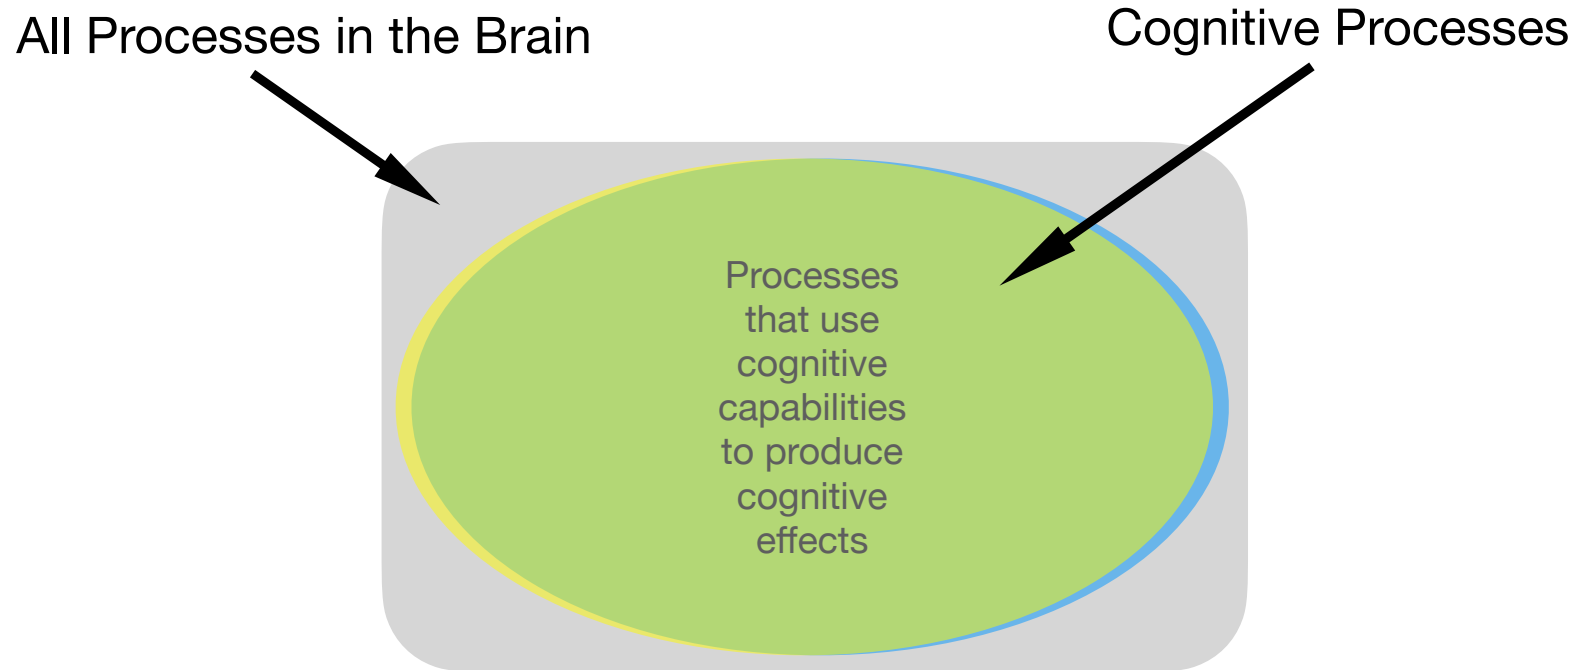 All Processes in the Brain
Cognitive Processes
Processes
that use
cognitive
capabilities
to produce
cognitive
effects